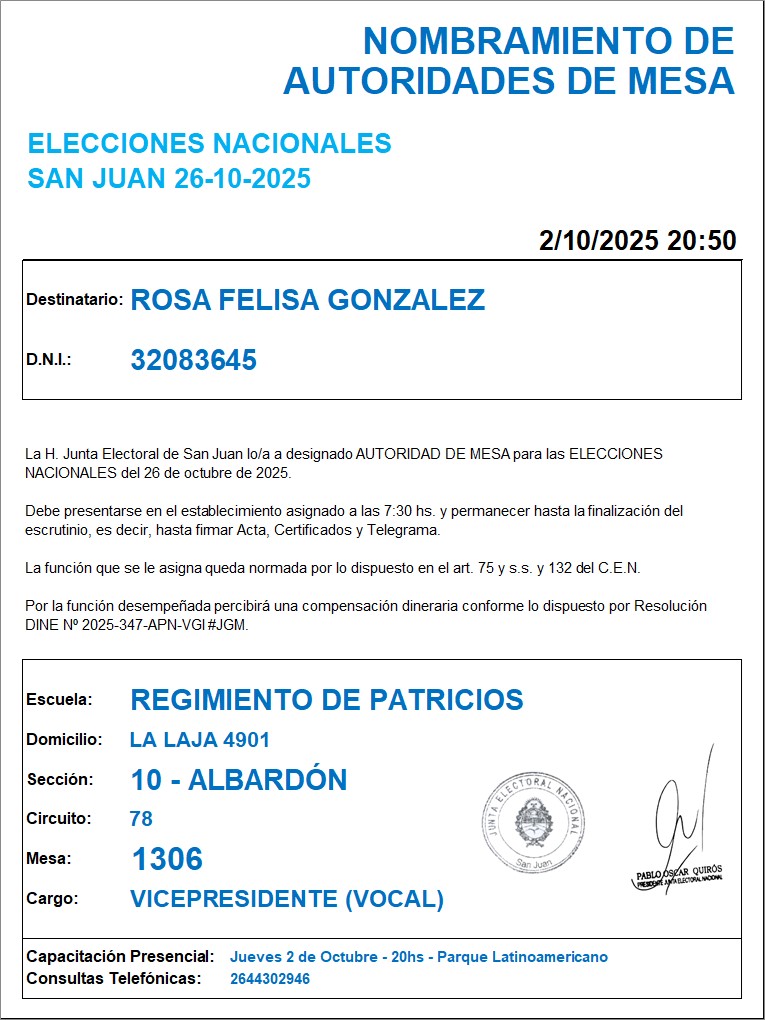 NOMBRAMIENTO DE
AUTORIDADES DE MESA
ELECCIONES NACIONALES
SAN JUAN 26-10-2025
2/10/2025 20:50
Destinatario: ROSA FELISA GONZALEZ
D.N.I.: 32083645
La H. Junta Electoral de San Juan lo/a a designado AUTORIDAD DE MESA para las ELECCIONES
NACIONALES del 26 de octubre de 2025.
Debe presentarse en el establecimiento asignado a las 7:30 hs. y permanecer hasta la finalización del
escrutinio, es decir, hasta firmar Acta, Certificados y Telegrama.
La función que se le asigna queda normada por lo dispuesto en el art. 75 y s.s. y 132 del C.E.N.
Por la función desempeñada percibirá una compensación dineraria conforme lo dispuesto por Resolución
DINE Nº 2025-347-APN-VGI#JGM.
Escuela: REGIMIENTO DE PATRICIOS
Domicilio: LA LAJA 4901
Sección: 10 - ALBARDÓN
Circuito: 78
Mesa: 1306
Cargo: VICEPRESIDENTE (VOCAL)
JUNTA ELECTORAL NACIONAL
San Juan
PABLO OSCAR QUIRÓS
PRESIDENTE JUNTA ELECTORAL NACIONAL
Capacitación Presencial: Jueves 2 de Octubre - 20hs - Parque Latinoamericano
Consultas Telefónicas: 2644302946